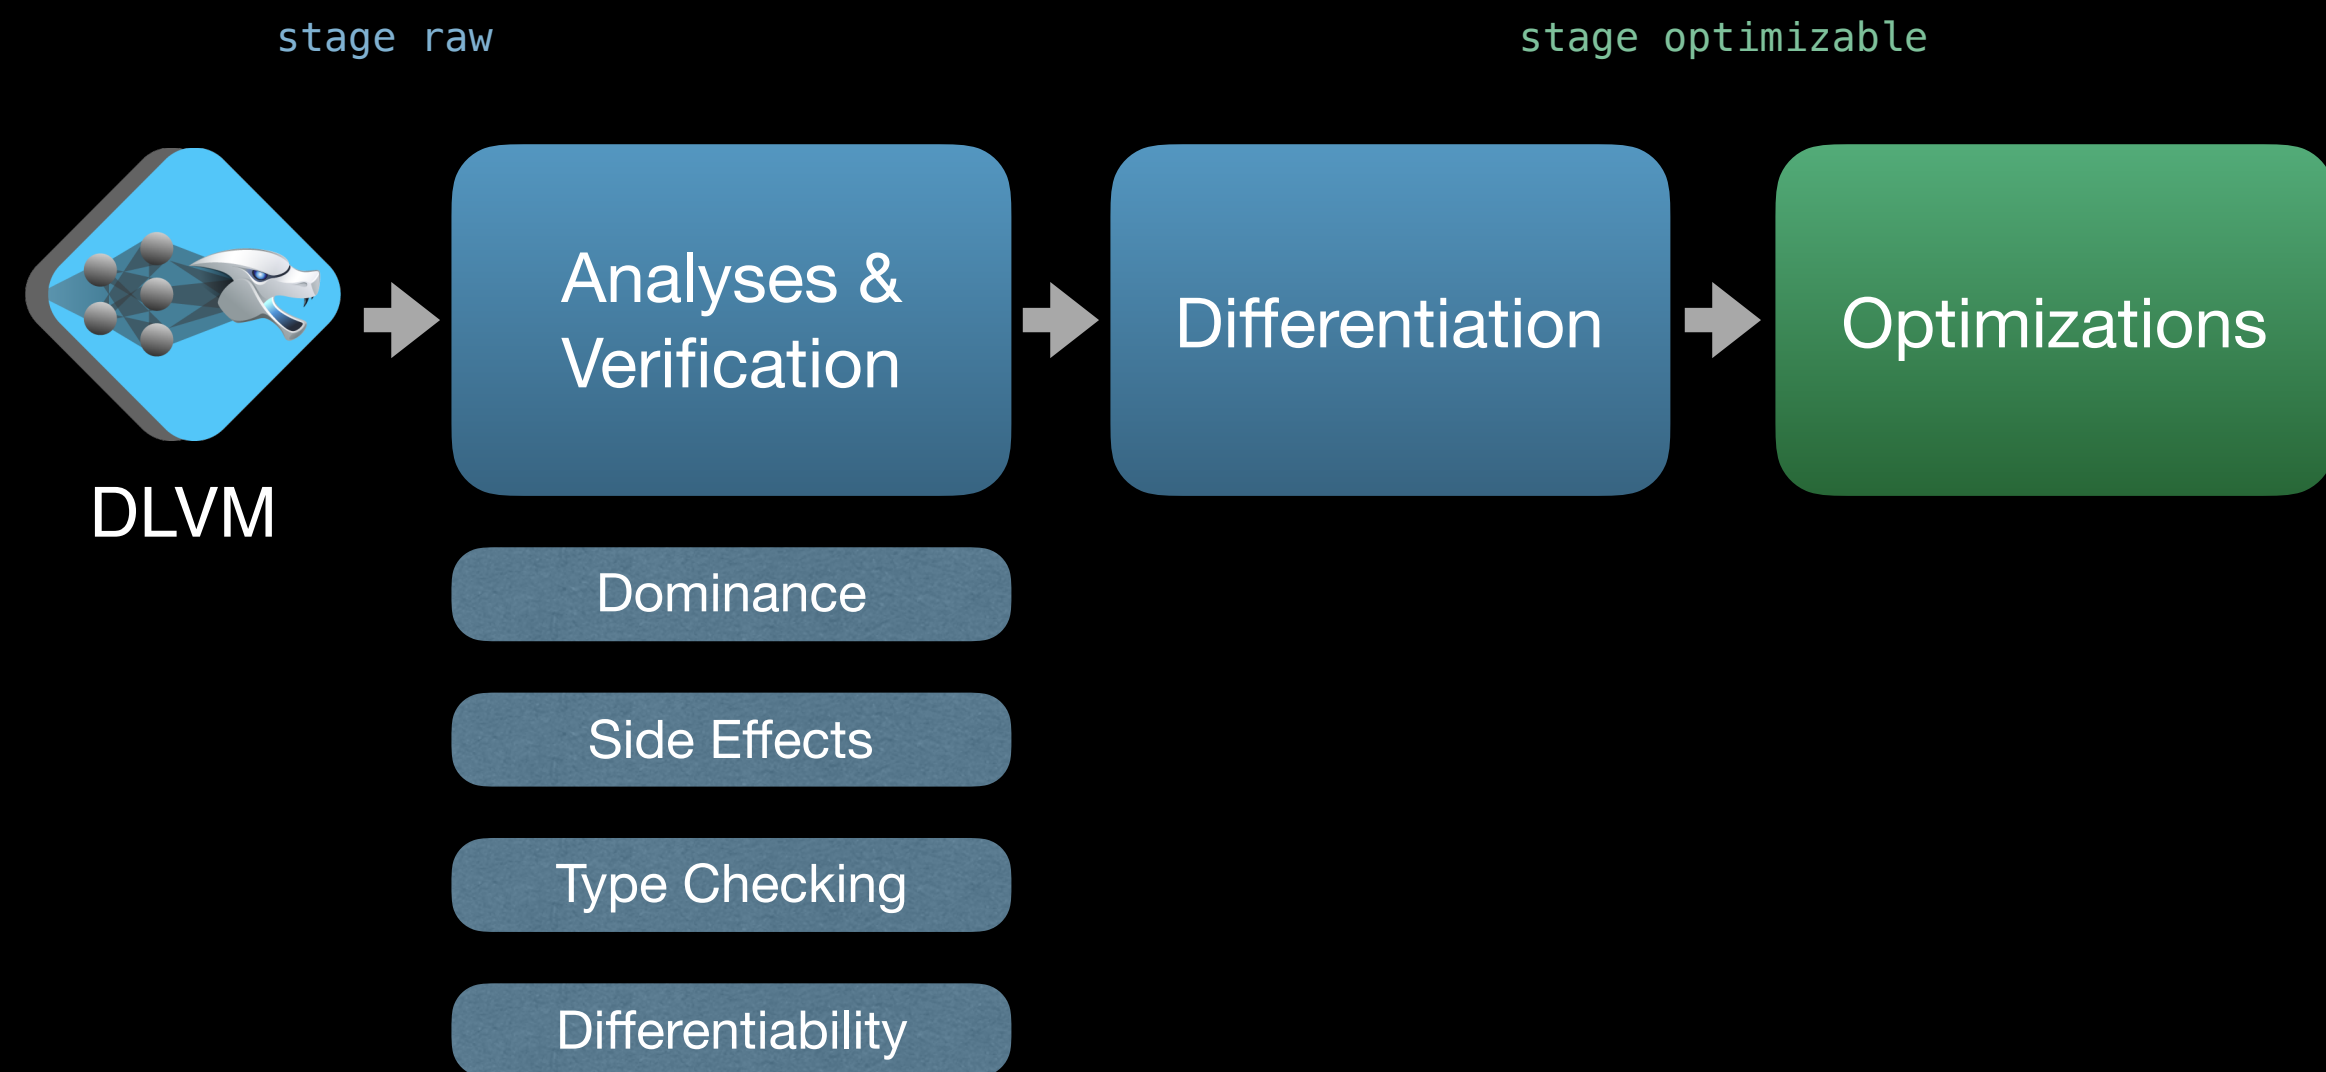 stage raw
stage optimizable
DLVM
Analyses &
Verification
Differentiation
Optimizations
Dominance
Side Effects
Type Checking
Differentiability